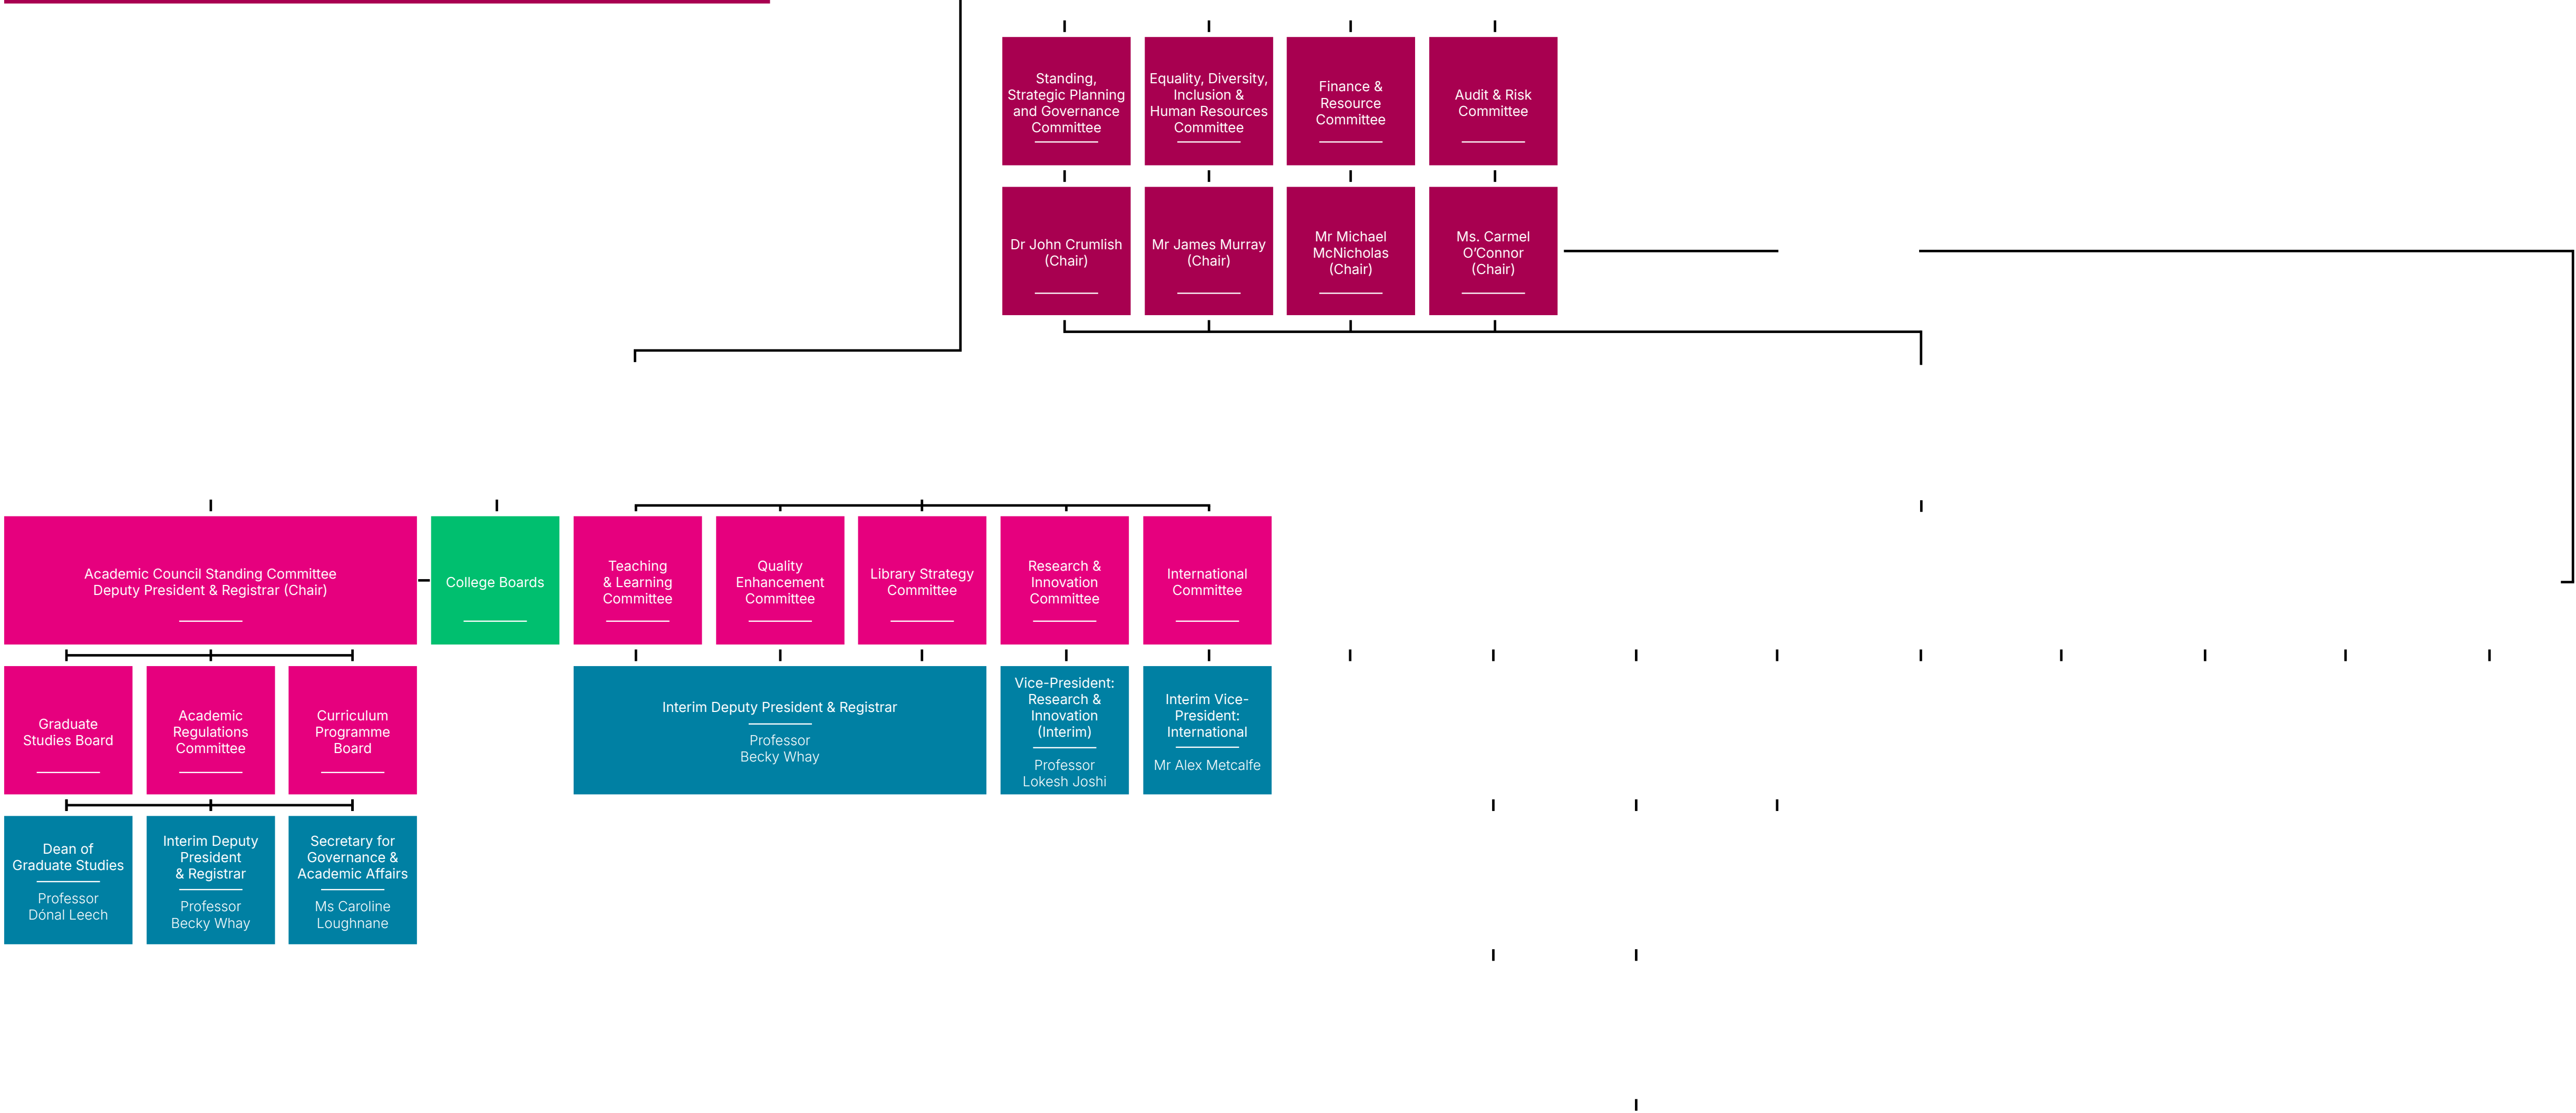 Standing,
Strategic Planning
and Governance
Committee
Equality, Diversity,
Inclusion &
Human Resources
Committee
Finance &
Resource
Committee
Audit & Risk
Committee
Dr John Crumlish
(Chair)
Mr James Murray
(Chair)
Mr Michael
McNicholas
(Chair)
Ms. Carmel
O’Connor
(Chair)
Academic Council Standing Committee
Deputy President & Registrar (Chair)
College Boards
Teaching
& Learning
Committee
Quality
Enhancement
Committee
Library Strategy
Committee
Research &
Innovation
Committee
International
Committee
Graduate
Studies Board
Academic
Regulations
Committee
Curriculum
Programme
Board
Interim Deputy President & Registrar
Professor
Becky Whay
Vice-President:
Research &
Innovation
(Interim)
Professor
Lokesh Joshi
Interim Vice-
President:
International
Mr Alex Metcalfe
Dean of
Graduate Studies
Professor
Dónal Leech
Interim Deputy
President
& Registrar
Professor
Becky Whay
Secretary for
Governance &
Academic Affairs
Ms Caroline
Loughnane